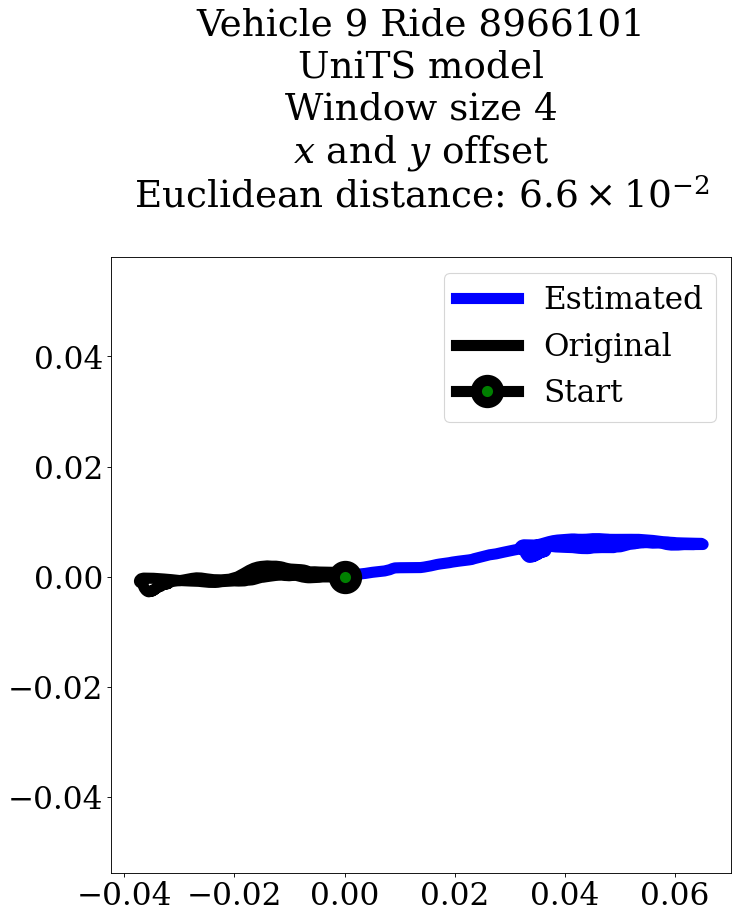 Vehicle 9 Ride 8966101
UniTS model
Window size 4
x and y offset
Euclidean distance: 6.6 × 10⁻²
Estimated
Original
Start
0.04
0.02
0.00
−0.02
−0.04
−0.04 −0.02 0.00 0.02 0.04 0.06